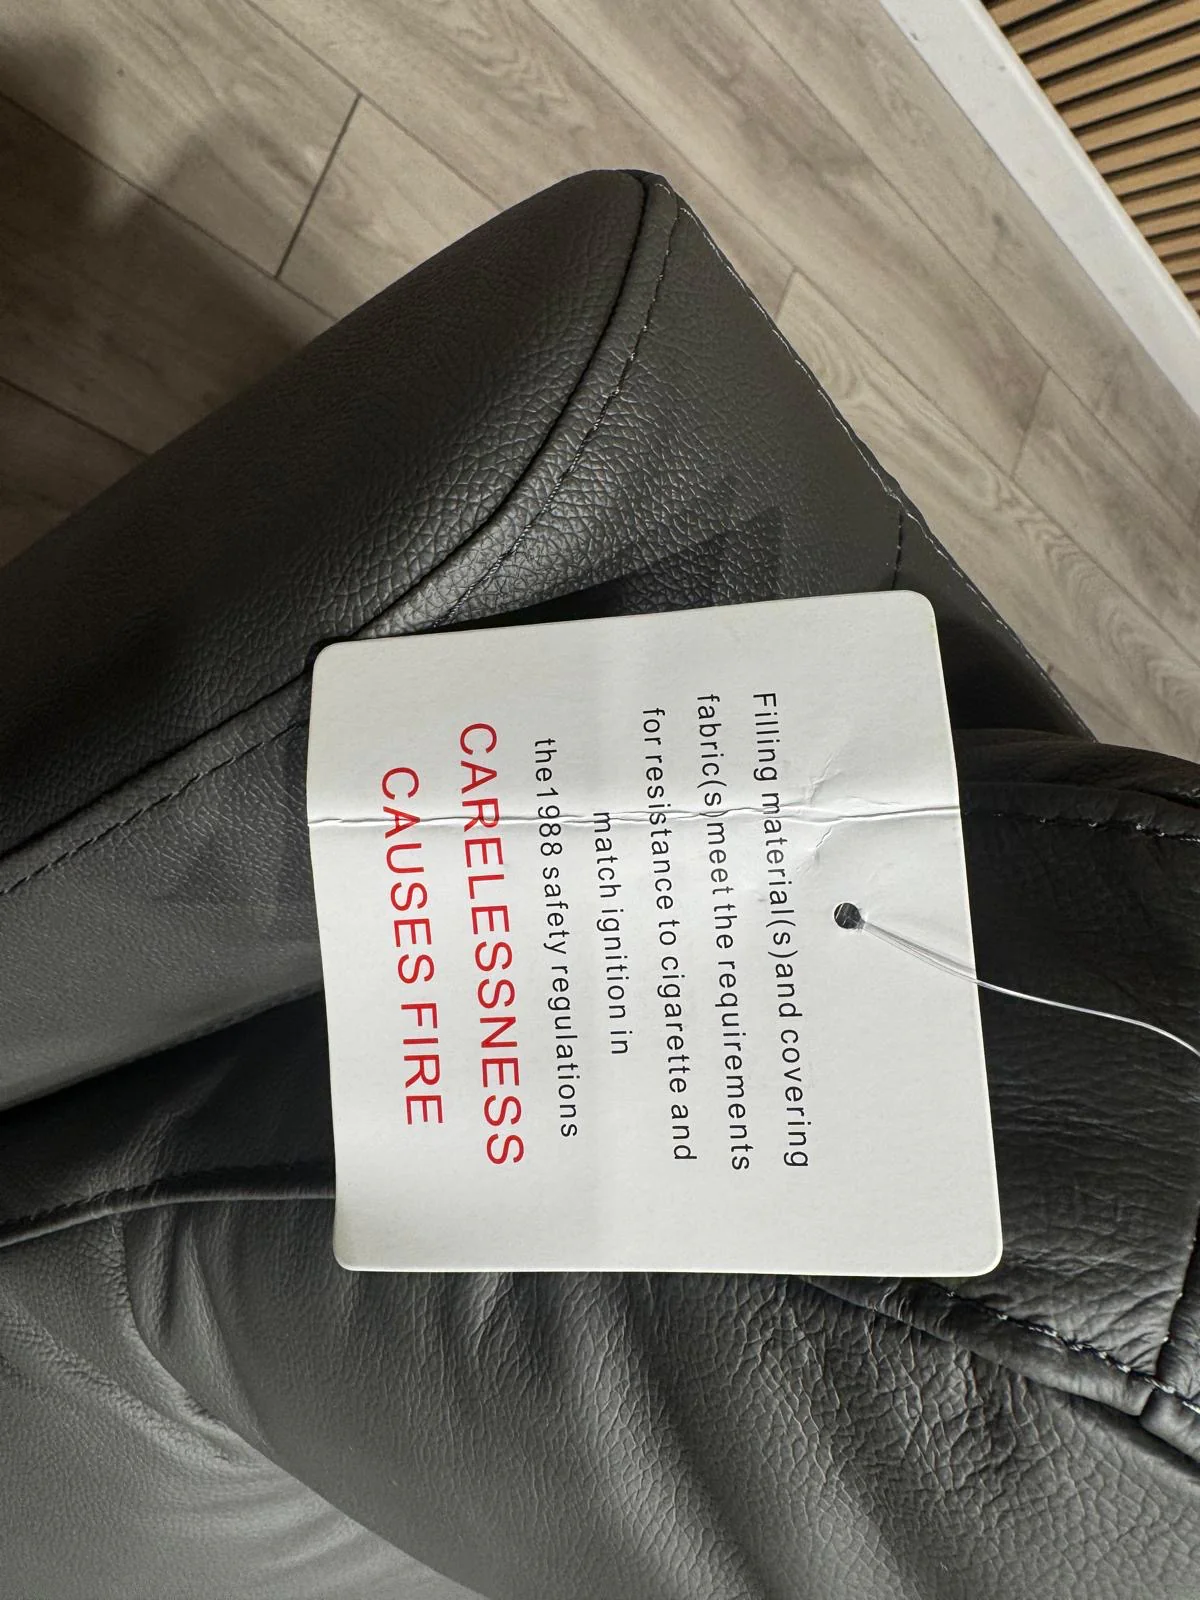 Filling material(s)and covering
fabric(s)meet the requirements
for resistance to cigarette and
match ignition in
the1988 safety regulations
CARELESSNESS
CAUSES FIRE